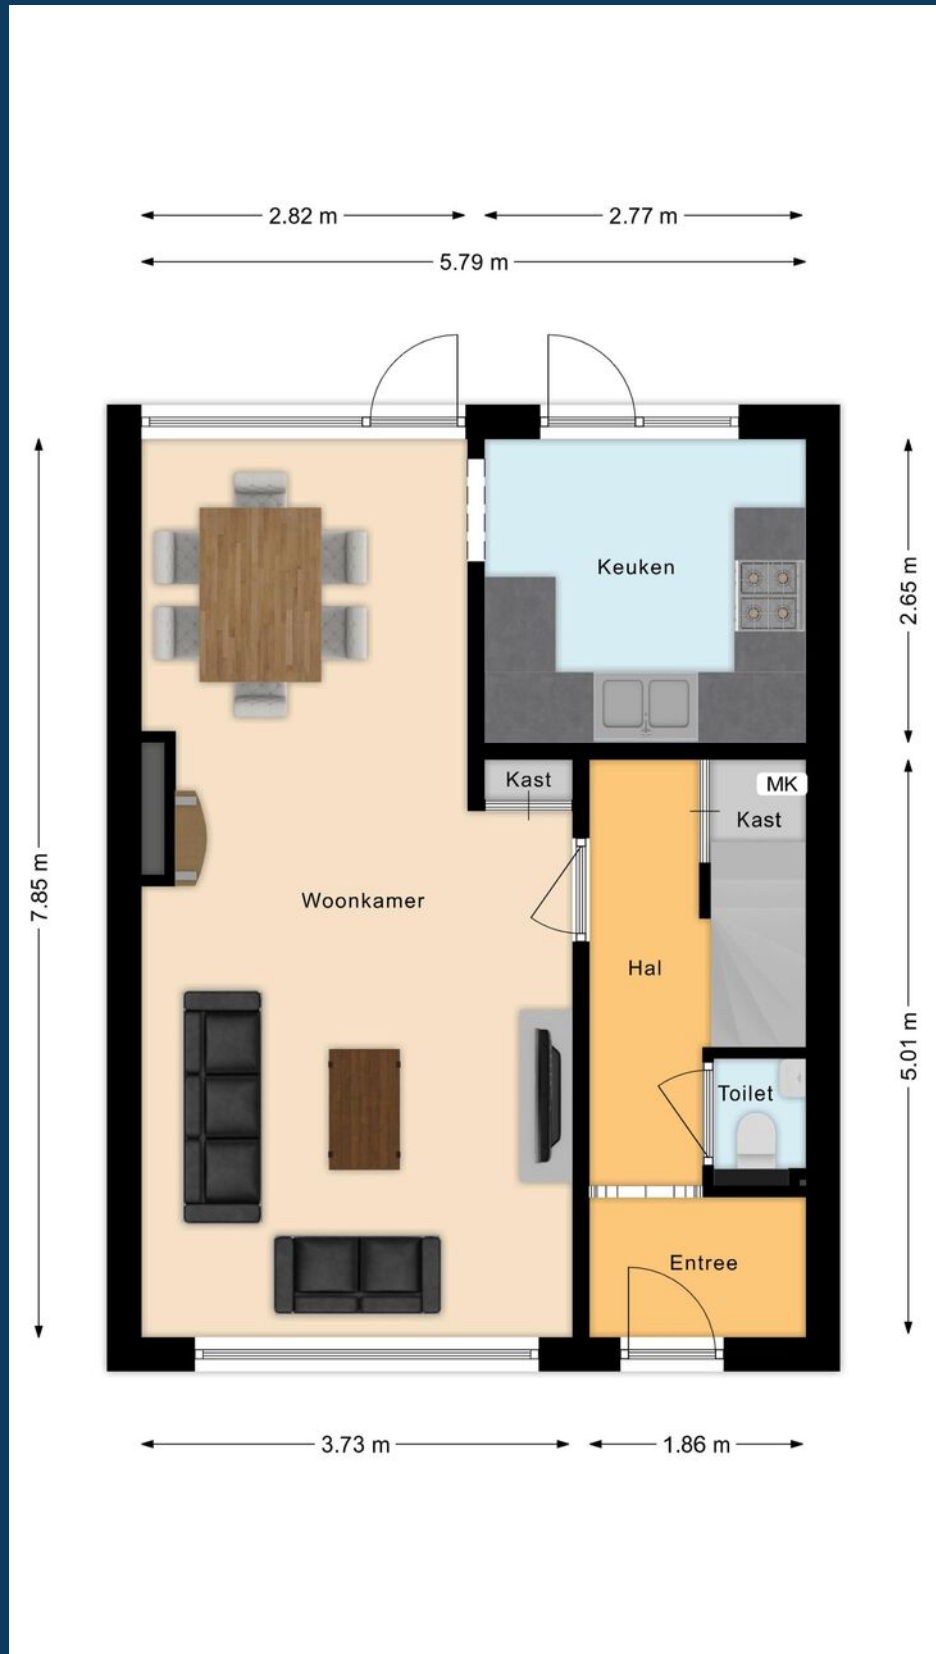 2.82 m
2.77 m
5.79 m
Keuken
2.65 m
Kast
MK
Kast
7.85 m
Woonkamer
Hal
5.01 m
Toilet
Entree
3.73 m
1.86 m